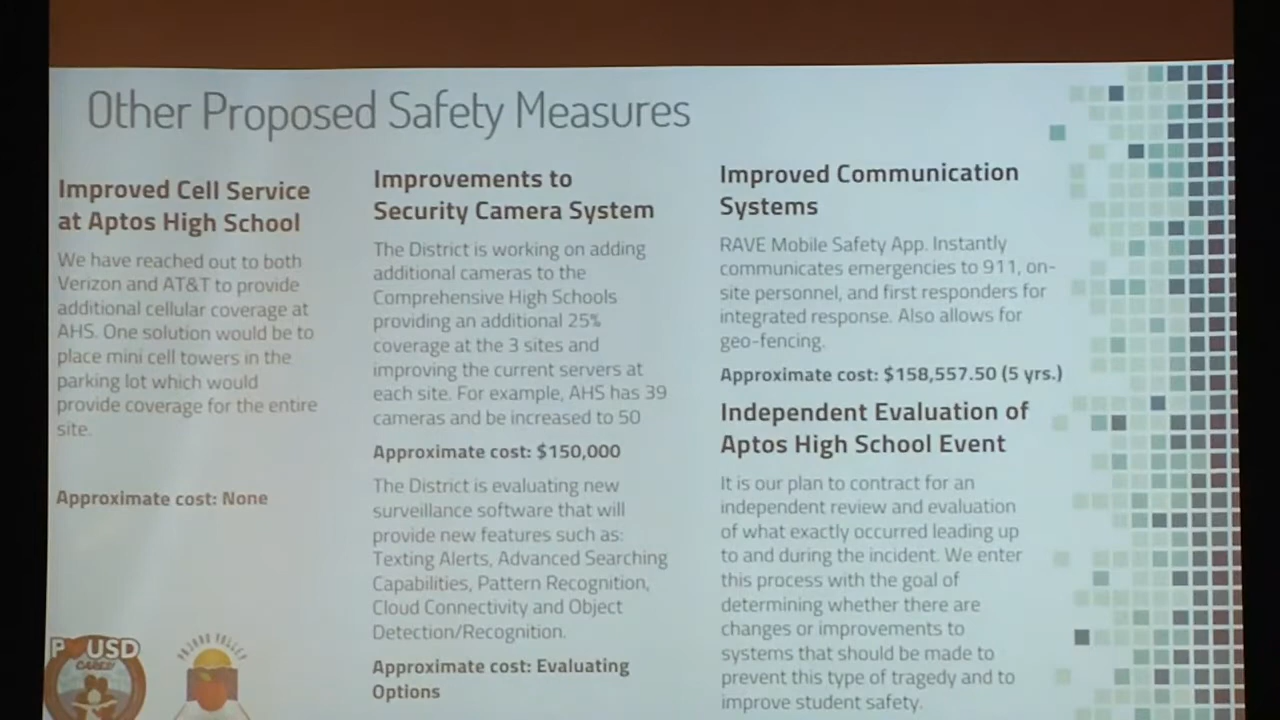 Other Proposed Safety Measures
Improved Cell Service
at Aptos High School
We have reached out to both
Verizon and AT&T to provide
additional cellular coverage at
AHS. One solution would be to
place mini cell towers in the
parking lot which would
provide coverage for the entire
site.
Approximate cost: None
Improvements to
Security Camera System
The District is working on adding
additional cameras to the
Comprehensive High Schools
providing an additional 25%
coverage at the 3 sites and
improving the current servers at
each site. For example, AHS has 39
cameras and be increased to 50
Approximate cost: $150,000
The District is evaluating new
surveillance software that will
provide new features such as:
Texting Alerts, Advanced Searching
Capabilities, Pattern Recognition,
Cloud Connectivity and Object
Detection/Recognition.
Approximate cost: Evaluating
Options
Improved Communication
Systems
RAVE Mobile Safety App. Instantly
communicates emergencies to 911, on-
site personnel, and first responders for
integrated response. Also allows for
geo-fencing.
Approximate cost: $158,557.50 (5 yrs.)
Independent Evaluation of
Aptos High School Event
It is our plan to contract for an
independent review and evaluation
of what exactly occurred leading up
to and during the incident. We enter
this process with the goal of
determining whether there are
changes or improvements to
systems that should be made to
prevent this type of tragedy and to
improve student safety.
P USD
CARES!
PAJARO VALLEY